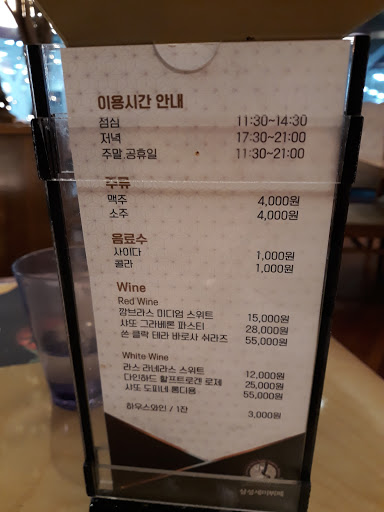 이용시간 안내
점심 11:30~14:30
저녁 17:30~21:00
주말.공휴일 11:30~21:00
주류
맥주 4,000원
소주 4,000원
음료수
사이다 1,000원
콜라 1,000원
Wine
Red Wine
깜브라스 미디엄 스위트 15,000원
샤또 그라베론 파스티 28,000원
쏜 클락 테라 바로사 쉬라즈 55,000원
White Wine
라스 라네라스 스위트 12,000원
다인하드 할프트로겐 로제 25,000원
샤또 도피네 롱디용 55,000원
하우스와인 / 1잔 3,000원